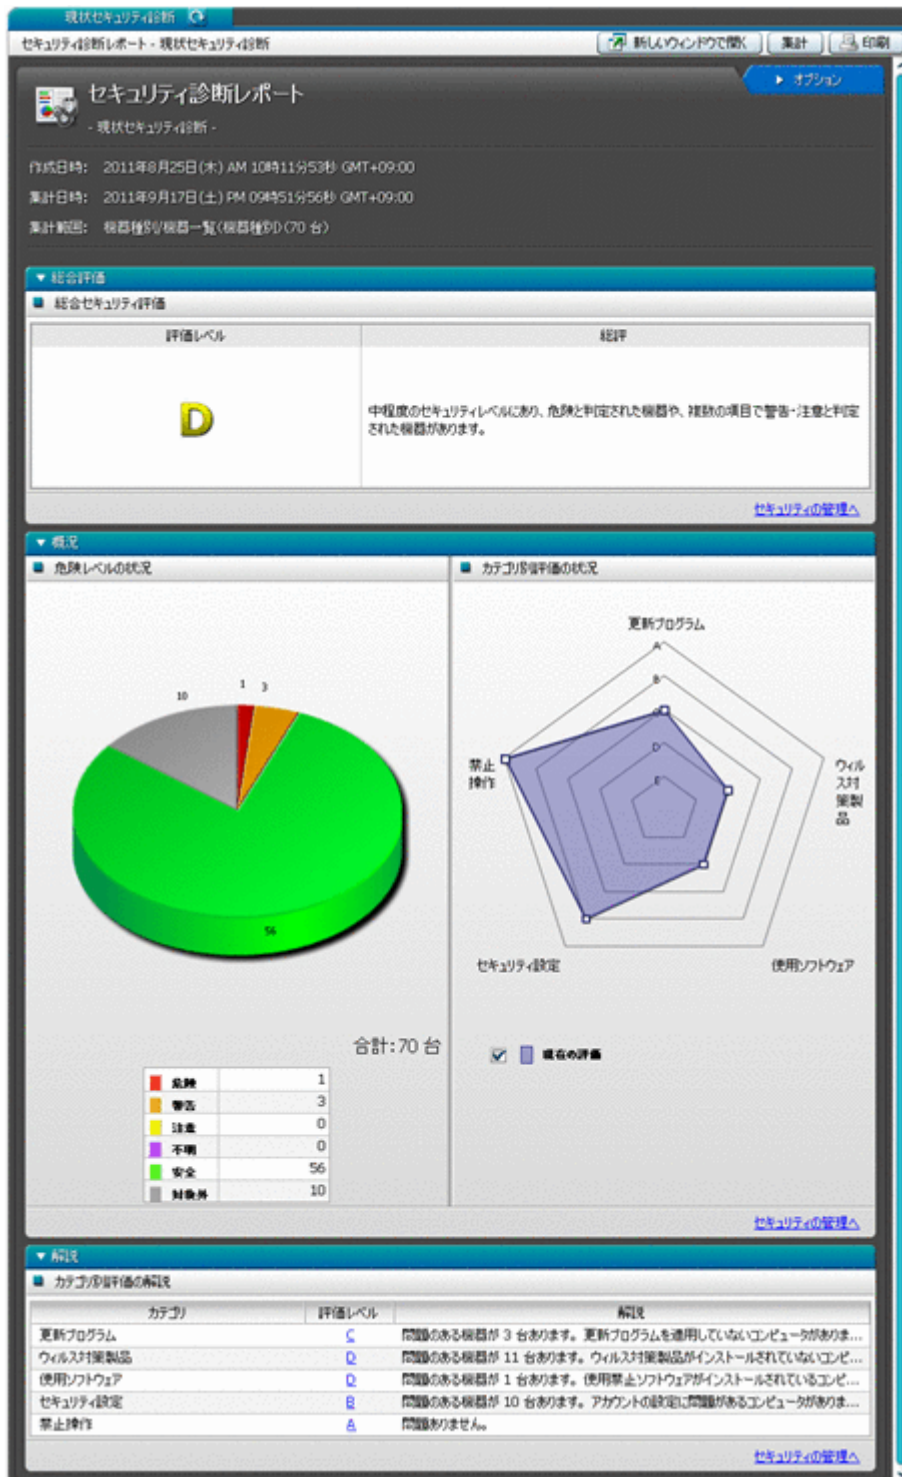 現状セキュリティ診断
セキュリティ診断レポート - 現状セキュリティ診断
新しいウィンドウで開く
集計
印刷
オプション
セキュリティ診断レポート
- 現状セキュリティ診断 -
作成日時: 2011年8月25日(木) AM 10時11分53秒 GMT+09:00
集計日時: 2011年9月17日(土) PM 09時51分56秒 GMT+09:00
集計範囲: 機器種別/機器一覧(機器種別)(70 台)
総合評価
総合セキュリティ評価
評価レベル 総評
D
中程度のセキュリティレベルにあり、危険と判定された機器や、複数の項目で警告・注意と判定
された機器があります。
セキュリティの管理へ
概況
危険レベルの状況
10
1
3
56
合計:70 台
危険 1
警告 3
注意 0
不明 0
安全 56
対象外 10
カテゴリ別評価の状況
更新プログラム
A
B
D
E
禁止
操作
ウィル
ス対
策製
品
セキュリティ設定
使用ソフトウェア
現在の評価
セキュリティの管理へ
解説
カテゴリ別評価の解説
カテゴリ 評価レベル 解説
更新プログラム C 問題のある機器が 3 台あります。更新プログラムを適用していないコンピュータがありま...
ウィルス対策製品 D 問題のある機器が 11 台あります。ウィルス対策製品がインストールされていないコンピ...
使用ソフトウェア D 問題のある機器が 1 台あります。使用禁止ソフトウェアがインストールされているコンピ...
セキュリティ設定 B 問題のある機器が 10 台あります。アカウントの設定に問題があるコンピュータがありま...
禁止操作 A 問題ありません。
セキュリティの管理へ